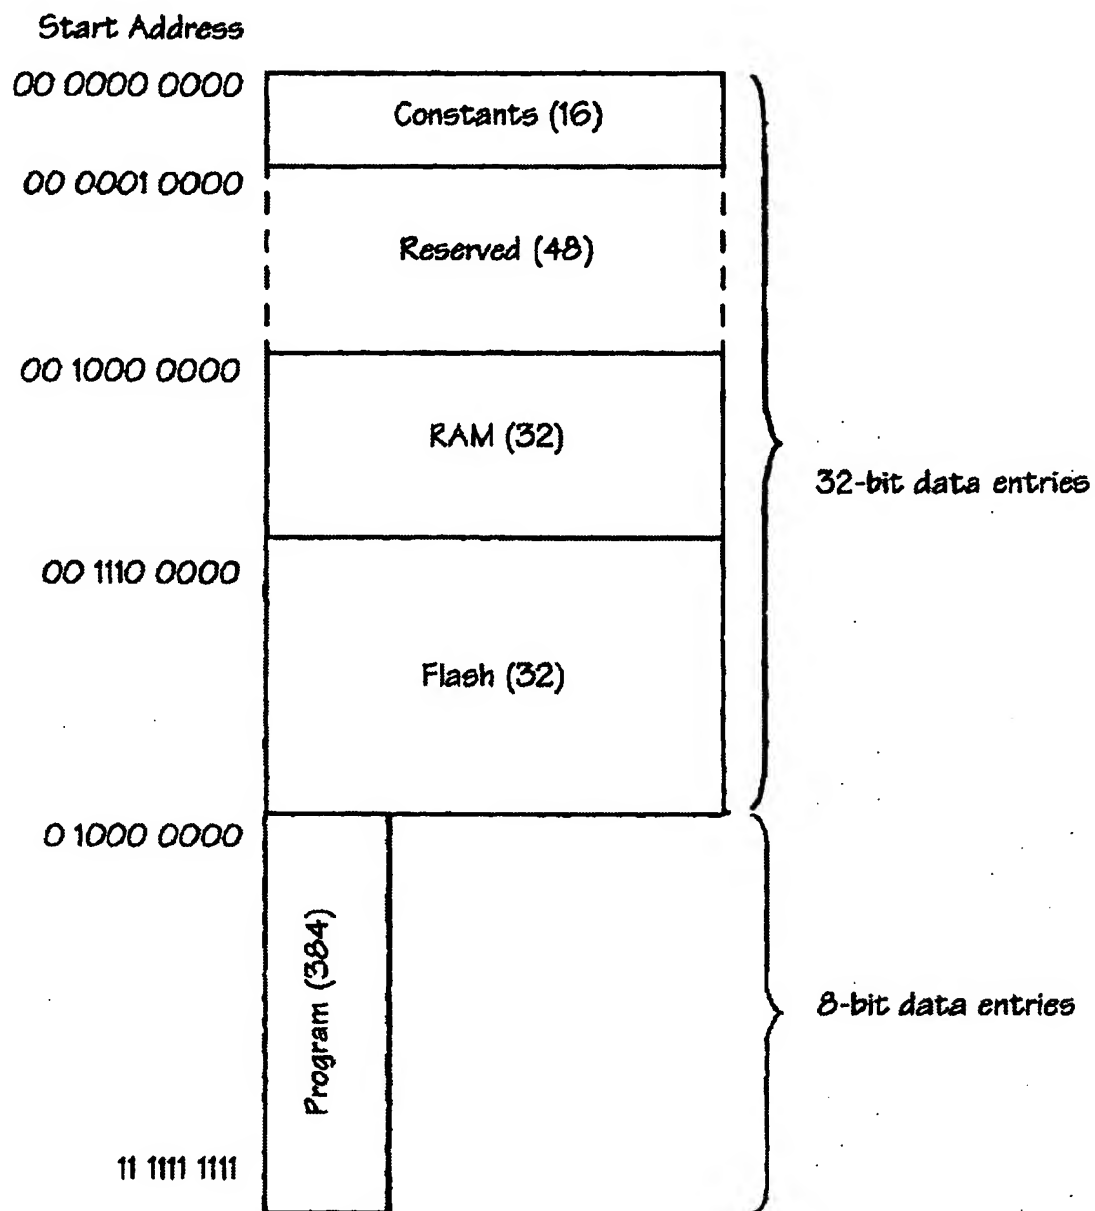 Start Address
00 0000 0000
Constants (16)
00 0001 0000
Reserved (48)
00 1000 0000
RAM (32)
32-bit data entries
00 1110 0000
Flash (32)
0 1000 0000
Program (384)
8-bit data entries
11 1111 1111